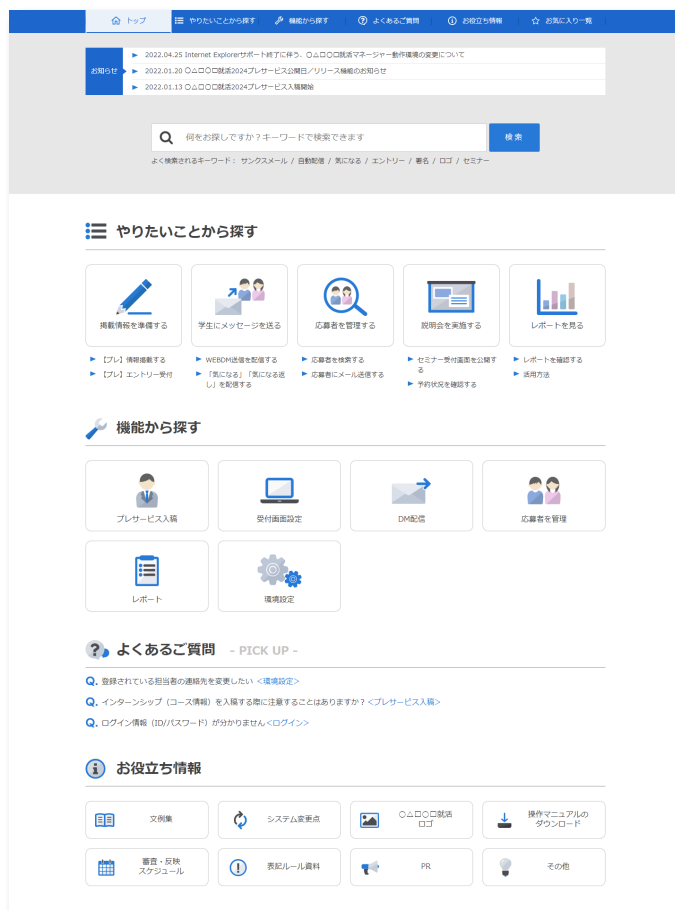 トップ
やりたいことから探す
機能から探す
よくあるご質問
お役立ち情報
お気に入り一覧
お知らせ
2022.04.25 Internet Explorerサポート終了に伴う、○△□○□就活マネージャー動作環境の変更について
2022.01.20 ○△□○□就活2024プレサービス公開日／リリース機能のお知らせ
2022.01.13 ○△□○□就活2024プレサービス入稿開始
何をお探しですか？キーワードで検索できます
検索
よく検索されるキーワード： サンクスメール / 自動配信 / 気になる / エントリー / 署名 / ロゴ / セミナー
やりたいことから探す
掲載情報を準備する
学生にメッセージを送る
応募者を管理する
説明会を実施する
レポートを見る
【プレ】情報掲載する
【プレ】エントリー受付
WEBDM送信を配信する
「気になる」「気になる返
し」を配信する
応募者を検索する
応募者にメール送信する
セミナー受付画面を公開す
る
予約状況を確認する
レポートを確認する
活用方法
機能から探す
プレサービス入稿
受付画面設定
DM配信
応募者を管理
レポート
環境設定
よくあるご質問 - PICK UP -
Q. 登録されている担当者の連絡先を変更したい <環境設定>
Q. インターンシップ（コース情報）を入稿する際に注意することはありますか？<プレサービス入稿>
Q. ログイン情報（ID/パスワード）が分かりません<ログイン>
お役立ち情報
文例集
システム変更点
○△□○□就活
ロゴ
操作マニュアルの
ダウンロード
審査・反映
スケジュール
表記ルール資料
PR
その他